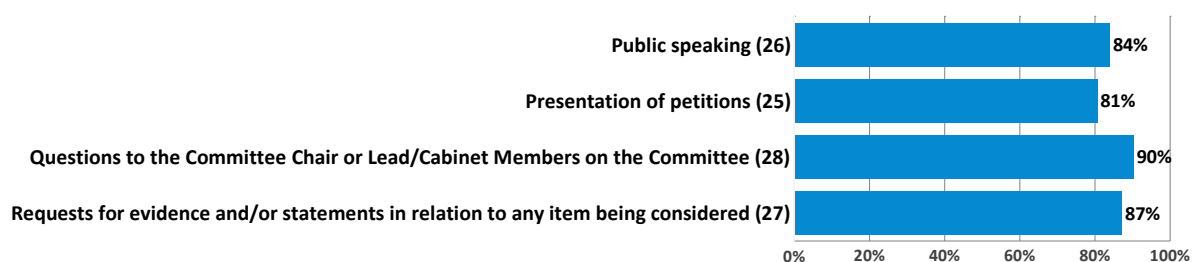 Public speaking (26) 84%
Presentation of petitions (25) 81%
Questions to the Committee Chair or Lead/Cabinet Members on the Committee (28) 90%
Requests for evidence and/or statements in relation to any item being considered (27) 87%
0% 20% 40% 60% 80% 100%